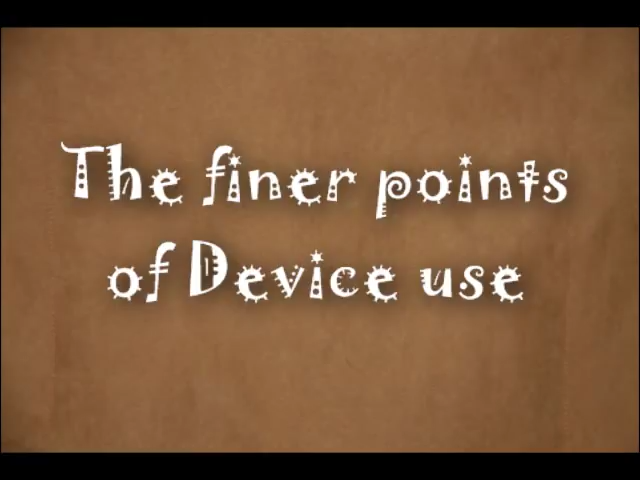 The finer points
of Device use